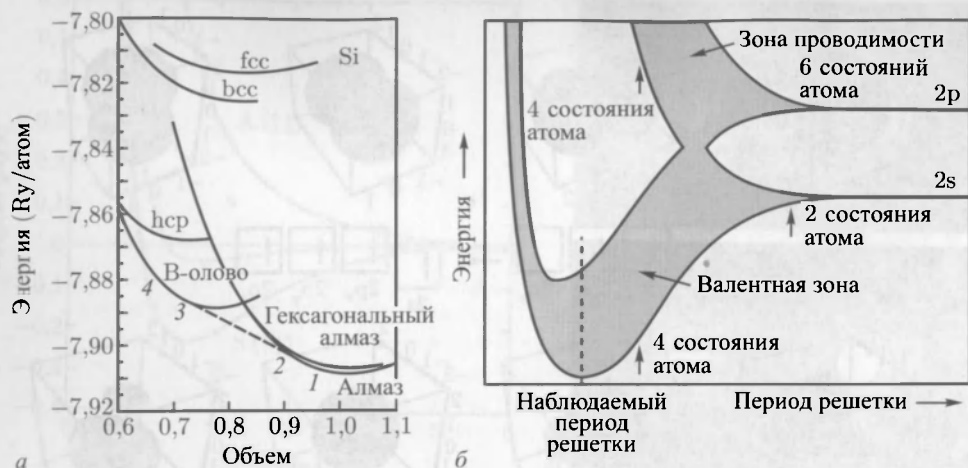 Энергия (Ry/атом)
−7,80
−7,82
−7,84
−7,86
−7,88
−7,90
−7,92
0,6
0,7
0,8
0,9
1,0
1,1
Объем
fcc
Si
bcc
hcp
В-олово
4
3
Гексагональный
алмаз
2
1
Алмаз
а
Энергия
Зона проводимости
6 состояний
атома
2p
4 состояния
атома
2s
2 состояния
атома
Валентная зона
4 состояния
атома
Наблюдаемый
период
решетки
Период решетки
б